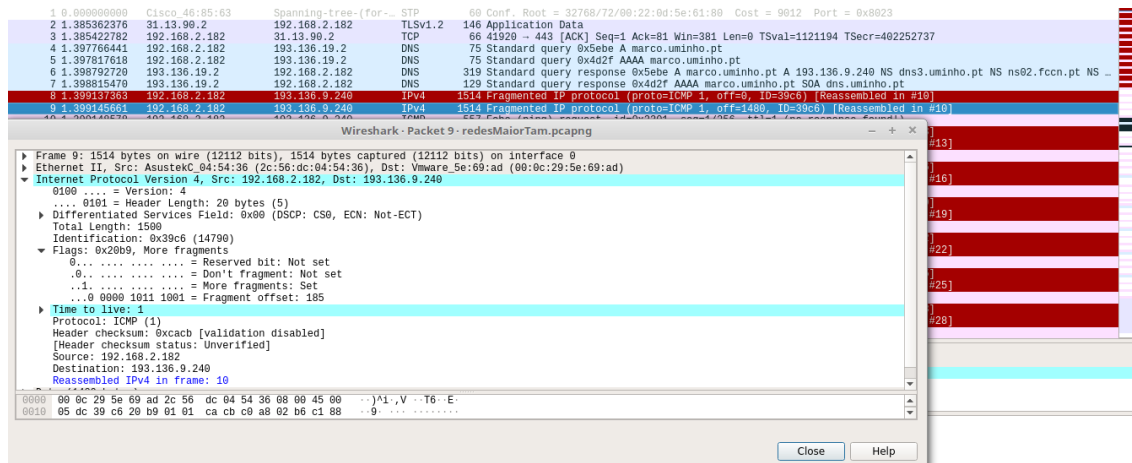 1 0.000000000 Cisco_46:85:63 Spanning-tree-(for-… STP 60 Conf. Root = 32768/72/00:22:0d:5e:61:80 Cost = 9012 Port = 0x8023
2 1.385362376 31.13.90.2 192.168.2.182 TLSv1.2 146 Application Data
3 1.385422782 192.168.2.182 31.13.90.2 TCP 66 41920 → 443 [ACK] Seq=1 Ack=81 Win=381 Len=0 TSval=1121194 TSecr=402252737
4 1.397766441 192.168.2.182 193.136.19.2 DNS 75 Standard query 0x5ebe A marco.uminho.pt
5 1.397817618 192.168.2.182 193.136.19.2 DNS 75 Standard query 0x4d2f AAAA marco.uminho.pt
6 1.398792720 193.136.19.2 192.168.2.182 DNS 319 Standard query response 0x5ebe A marco.uminho.pt A 193.136.9.240 NS dns3.uminho.pt NS ns02.fccn.pt NS …
7 1.398815470 193.136.19.2 192.168.2.182 DNS 129 Standard query response 0x4d2f AAAA marco.uminho.pt SOA dns.uminho.pt
8 1.399137363 192.168.2.182 193.136.9.240 IPv4 1514 Fragmented IP protocol (proto=ICMP 1, off=0, ID=39c6) [Reassembled in #10]
9 1.399145661 192.168.2.182 193.136.9.240 IPv4 1514 Fragmented IP protocol (proto=ICMP 1, off=1480, ID=39c6) [Reassembled in #10]
Wireshark · Packet 9 · redesMaiorTam.pcapng
Frame 9: 1514 bytes on wire (12112 bits), 1514 bytes captured (12112 bits) on interface 0
#13]
Ethernet II, Src: AsustekC_04:54:36 (2c:56:dc:04:54:36), Dst: Vmware_5e:69:ad (00:0c:29:5e:69:ad)
Internet Protocol Version 4, Src: 192.168.2.182, Dst: 193.136.9.240
0100 .... = Version: 4
#16]
.... 0101 = Header Length: 20 bytes (5)
Differentiated Services Field: 0x00 (DSCP: CS0, ECN: Not-ECT)
#19]
Total Length: 1500
Identification: 0x39c6 (14790)
Flags: 0x20b9, More fragments
#22]
0... .... .... .... = Reserved bit: Not set
.0.. .... .... .... = Don't fragment: Not set
..1. .... .... .... = More fragments: Set
#25]
...0 0000 1011 1001 = Fragment offset: 185
Time to live: 1
Protocol: ICMP (1)
#28]
Header checksum: 0xcacb [validation disabled]
[Header checksum status: Unverified]
Source: 192.168.2.182
Destination: 193.136.9.240
Reassembled IPv4 in frame: 10
0000 00 0c 29 5e 69 ad 2c 56 dc 04 54 36 08 00 45 00 ··)^i·,V ··T6··E·
0010 05 dc 39 c6 20 b9 01 01 ca cb c0 a8 02 b6 c1 88 ··9· ··· ········
Close
Help